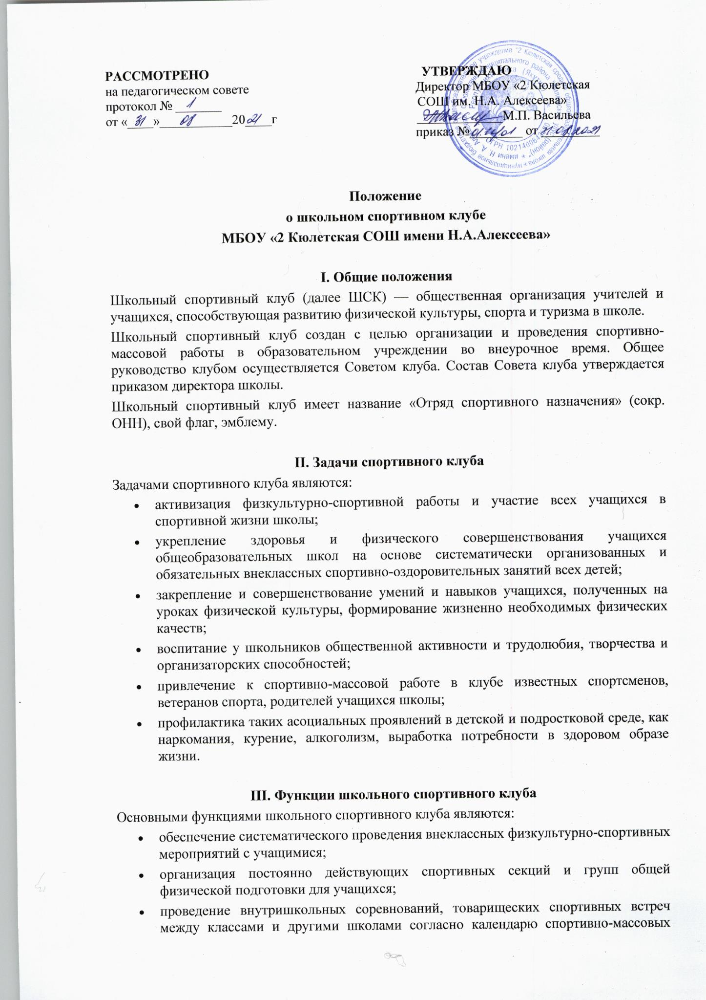 РАССМОТРЕНО
на педагогическом совете
протокол № 1
от «31» 08 2021 г
УТВЕРЖДАЮ
Директор МБОУ «2 Кюлетская
СОШ им. Н.А. Алексеева»
М.П. Васильева
приказ № от 31.08.2021
Положение
о школьном спортивном клубе
МБОУ «2 Кюлетская СОШ имени Н.А.Алексеева»
I. Общие положения
Школьный спортивный клуб (далее ШСК) — общественная организация учителей и
учащихся, способствующая развитию физической культуры, спорта и туризма в школе.
Школьный спортивный клуб создан с целью организации и проведения спортивно-
массовой работы в образовательном учреждении во внеурочное время. Общее
руководство клубом осуществляется Советом клуба. Состав Совета клуба утверждается
приказом директора школы.
Школьный спортивный клуб имеет название «Отряд спортивного назначения» (сокр.
ОНН), свой флаг, эмблему.
II. Задачи спортивного клуба
Задачами спортивного клуба являются:
• активизация физкультурно-спортивной работы и участие всех учащихся в
спортивной жизни школы;
• укрепление здоровья и физического совершенствования учащихся
общеобразовательных школ на основе систематически организованных и
обязательных внеклассных спортивно-оздоровительных занятий всех детей;
• закрепление и совершенствование умений и навыков учащихся, полученных на
уроках физической культуры, формирование жизненно необходимых физических
качеств;
• воспитание у школьников общественной активности и трудолюбия, творчества и
организаторских способностей;
• привлечение к спортивно-массовой работе в клубе известных спортсменов,
ветеранов спорта, родителей учащихся школы;
• профилактика таких асоциальных проявлений в детской и подростковой среде, как
наркомания, курение, алкоголизм, выработка потребности в здоровом образе
жизни.
III. Функции школьного спортивного клуба
Основными функциями школьного спортивного клуба являются:
• обеспечение систематического проведения внеклассных физкультурно-спортивных
мероприятий с учащимися;
• организация постоянно действующих спортивных секций и групп общей
физической подготовки для учащихся;
• проведение внутришкольных соревнований, товарищеских спортивных встреч
между классами и другими школами согласно календарю спортивно-массовых